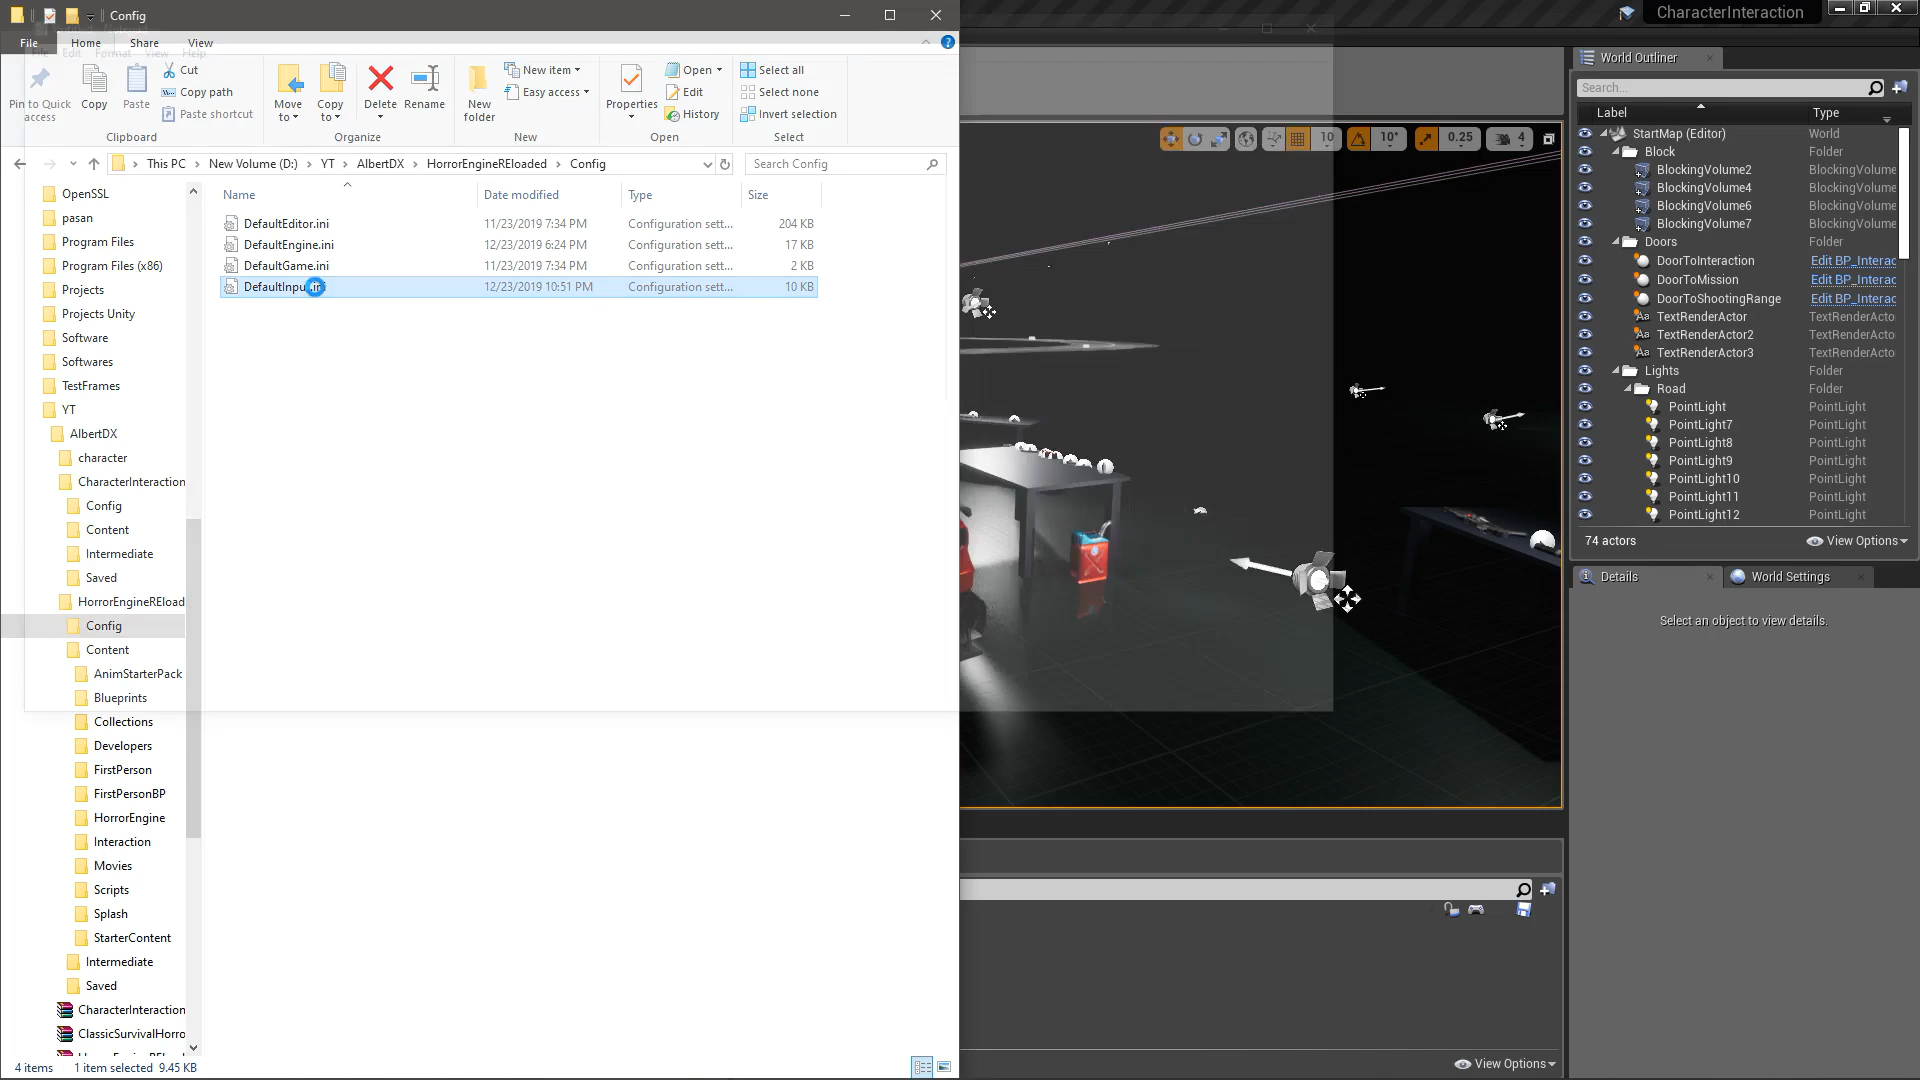 Config
CharacterInteraction
File
Home
Share
View
Pin to Quick access
Copy
Paste
Cut
Copy path
Paste shortcut
Move to
Copy to
Delete
Rename
New folder
New item
Easy access
Properties
Open
Edit
History
Select all
Select none
Invert selection
Clipboard
Organize
New
Open
Select
This PC
New Volume (D:)
YT
AlbertDX
HorrorEngineREloaded
Config
Search Config
Name
Date modified
Type
Size
DefaultEditor.ini 11/23/2019 7:34 PM Configuration sett... 204 KB
DefaultEngine.ini 12/23/2019 6:24 PM Configuration sett... 17 KB
DefaultGame.ini 11/23/2019 7:34 PM Configuration sett... 2 KB
DefaultInput.ini 12/23/2019 10:51 PM Configuration sett... 10 KB
OpenSSL
pasan
Program Files
Program Files (x86)
Projects
Projects Unity
Software
Softwares
TestFrames
YT
AlbertDX
character
CharacterInteraction
Config
Content
Intermediate
Saved
HorrorEngineREload
Config
Content
AnimStarterPack
Blueprints
Collections
Developers
FirstPerson
FirstPersonBP
HorrorEngine
Interaction
Movies
Scripts
Splash
StarterContent
Intermediate
Saved
CharacterInteraction
ClassicSurvivalHorro
4 items 1 item selected 9.45 KB
10
10°
0.25
4
World Outliner
Search...
Label Type
StartMap (Editor) World
Block Folder
BlockingVolume2 BlockingVolume
BlockingVolume4 BlockingVolume
BlockingVolume6 BlockingVolume
BlockingVolume7 BlockingVolume
Doors Folder
DoorToInteraction Edit BP_Interac
DoorToMission Edit BP_Interac
DoorToShootingRange Edit BP_Interac
TextRenderActor TextRenderActo
TextRenderActor2 TextRenderActo
TextRenderActor3 TextRenderActo
Lights Folder
Road Folder
PointLight PointLight
PointLight7 PointLight
PointLight8 PointLight
PointLight9 PointLight
PointLight10 PointLight
PointLight11 PointLight
PointLight12 PointLight
74 actors
View Options
Details
World Settings
Select an object to view details.
View Options